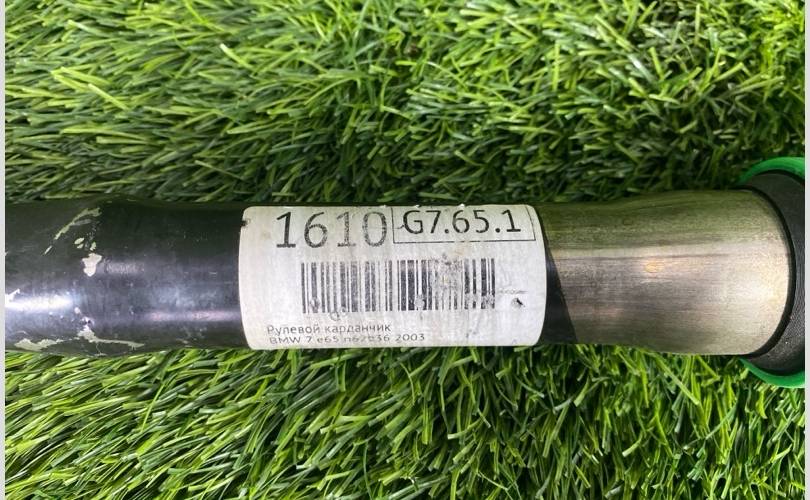 1610 G7.65.1
Рулевой карданчик
BMW 7 e65 n62b36 2003